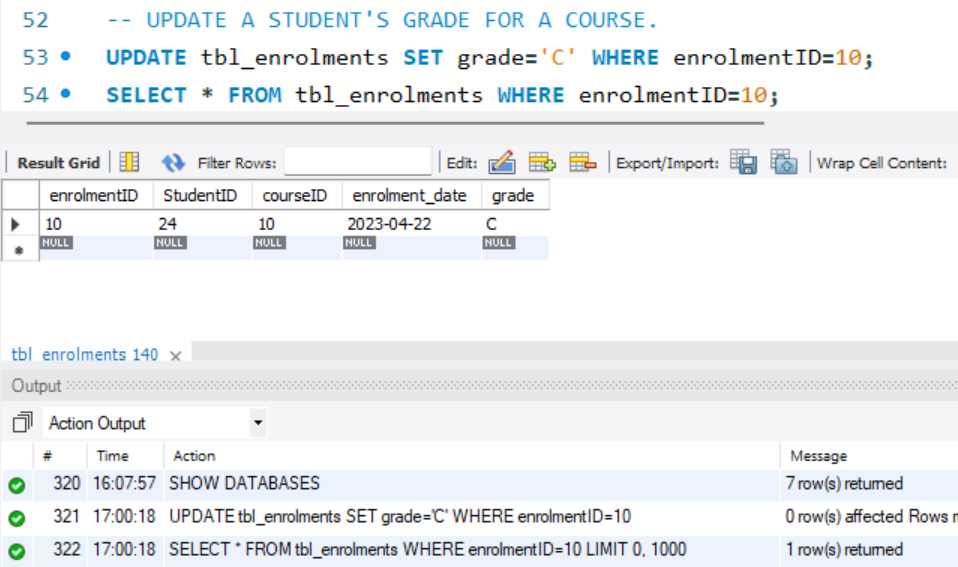 52 -- UPDATE A STUDENT'S GRADE FOR A COURSE.
53 UPDATE tbl_enrolments SET grade='C' WHERE enrolmentID=10;
54 SELECT * FROM tbl_enrolments WHERE enrolmentID=10;
Result Grid Filter Rows: Edit: Export/Import: Wrap Cell Content:
enrolmentID StudentID courseID enrolment_date grade
10 24 10 2023-04-22 C
NULL NULL NULL NULL NULL
tbl_enrolments 140
Output
Action Output
# Time Action Message
320 16:07:57 SHOW DATABASES 7 row(s) returned
321 17:00:18 UPDATE tbl_enrolments SET grade='C' WHERE enrolmentID=10 0 row(s) affected Rows
322 17:00:18 SELECT * FROM tbl_enrolments WHERE enrolmentID=10 LIMIT 0, 1000 1 row(s) returned